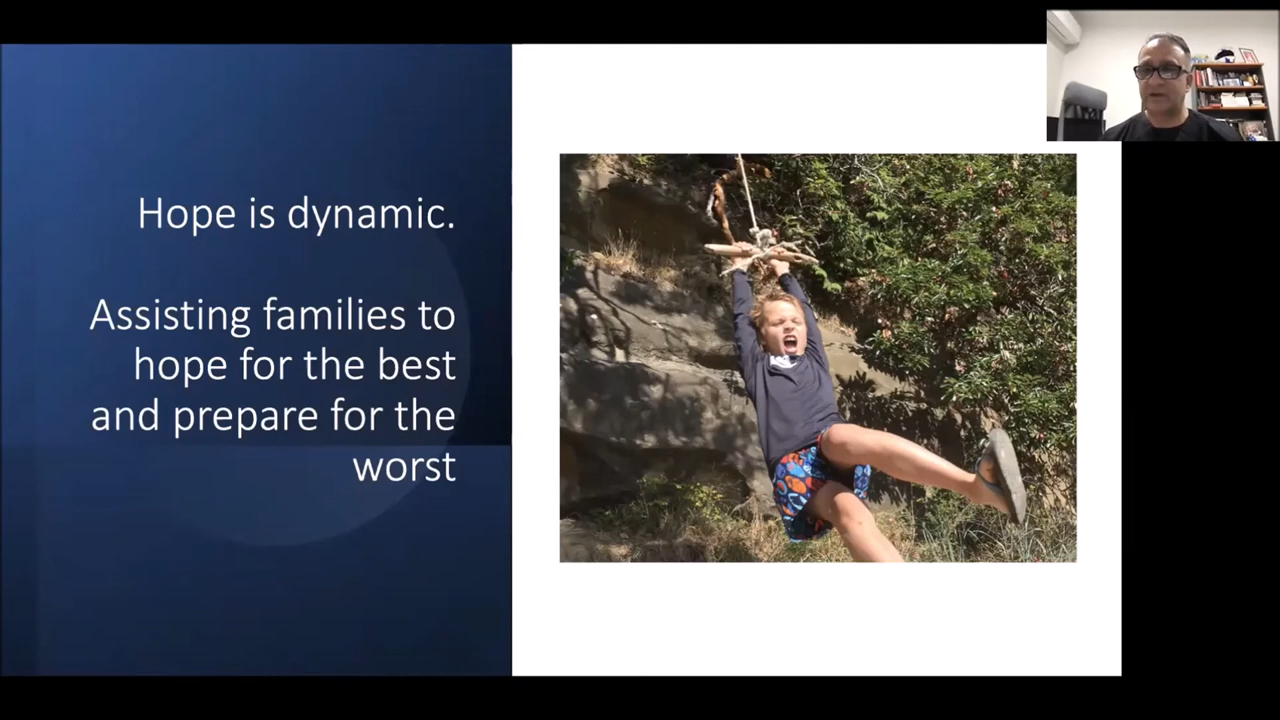 Hope is dynamic.
Assisting families to
hope for the best
and prepare for the
worst